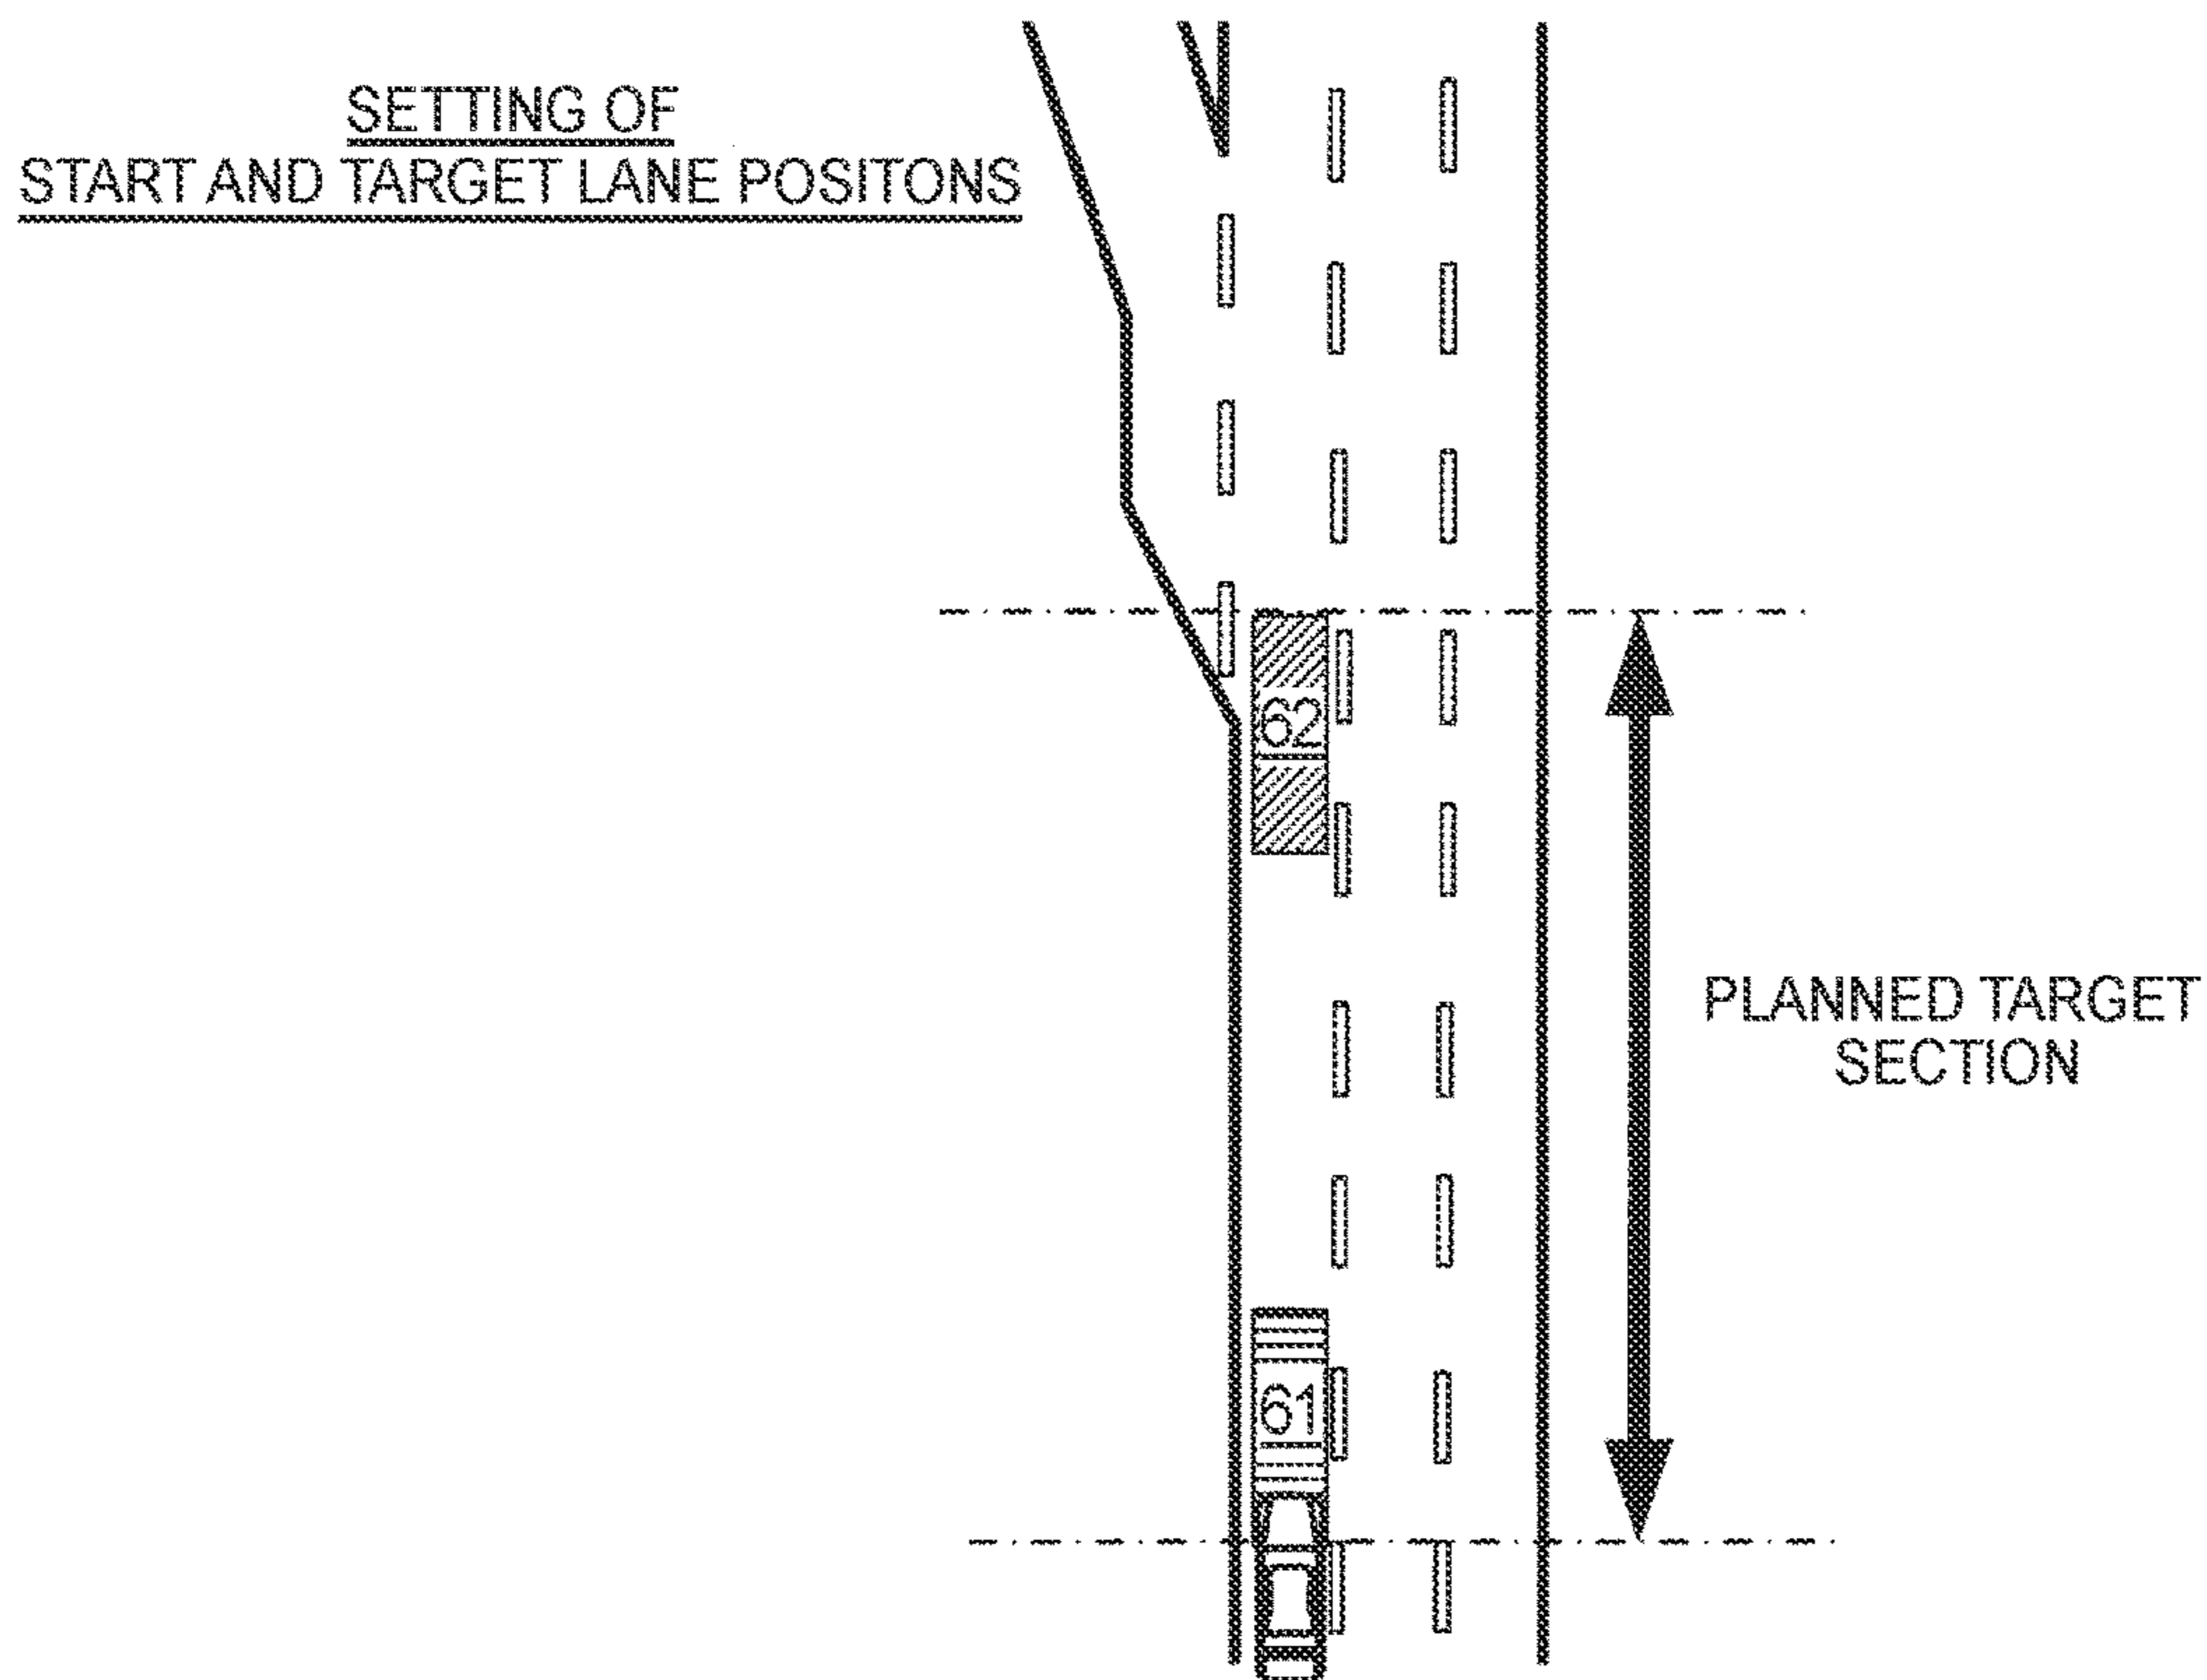 SETTING OF
START AND TARGET LANE POSITONS
62
PLANNED TARGET
SECTION
61